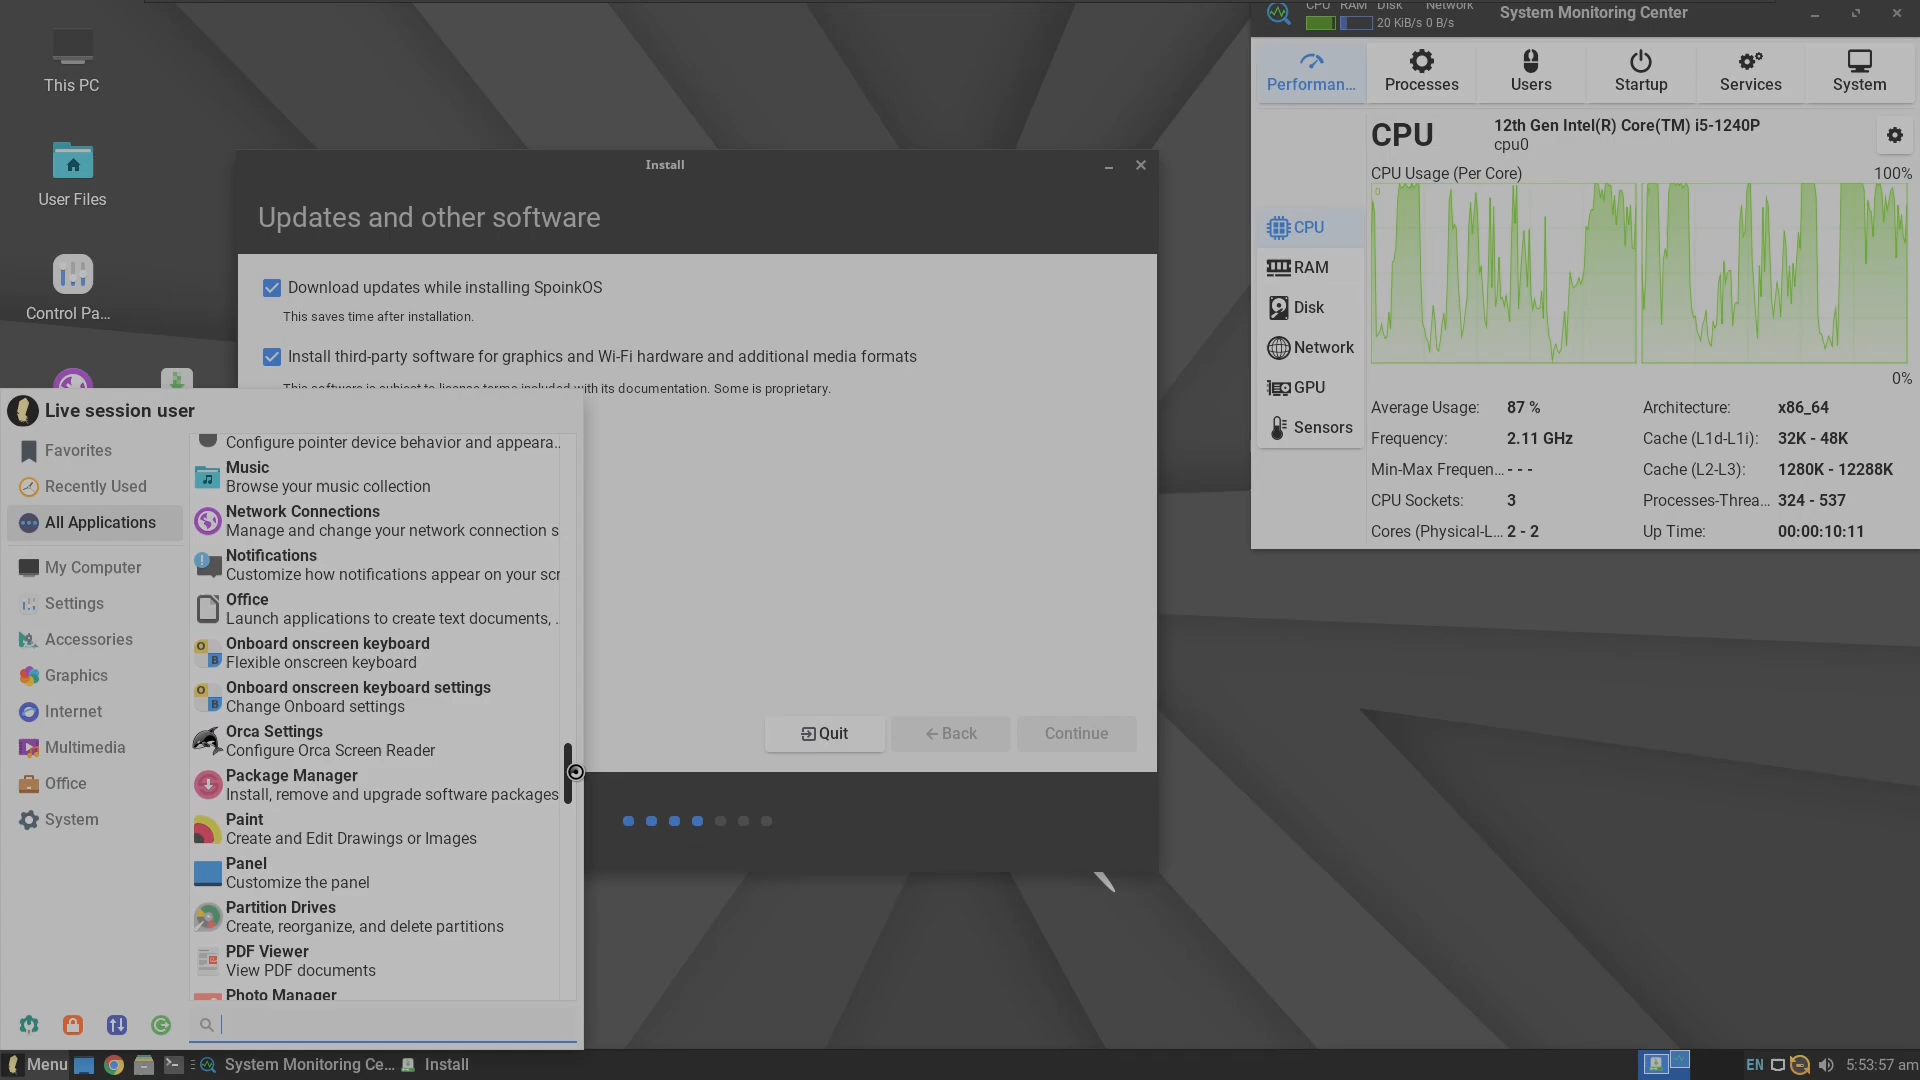 This PC
User Files
Control Pa...
Install
Updates and other software
Download updates while installing SpoinkOS
This saves time after installation.
Install third-party software for graphics and Wi-Fi hardware and additional media formats
This software is subject to license terms included with its documentation. Some is proprietary.
Quit
Back
Continue
Live session user
Favorites
Recently Used
All Applications
My Computer
Settings
Accessories
Graphics
Internet
Multimedia
Office
System
Configure pointer device behavior and appeara..
Music
Browse your music collection
Network Connections
Manage and change your network connection s
Notifications
Customize how notifications appear on your scr
Office
Launch applications to create text documents, .
Onboard onscreen keyboard
Flexible onscreen keyboard
Onboard onscreen keyboard settings
Change Onboard settings
Orca Settings
Configure Orca Screen Reader
Package Manager
Install, remove and upgrade software packages
Paint
Create and Edit Drawings or Images
Panel
Customize the panel
Partition Drives
Create, reorganize, and delete partitions
PDF Viewer
View PDF documents
Photo Manager
CPU RAM Disk Network
20 KiB/s 0 B/s
System Monitoring Center
Performan...
Processes
Users
Startup
Services
System
CPU
RAM
Disk
Network
GPU
Sensors
CPU
12th Gen Intel(R) Core(TM) i5-1240P
cpu0
CPU Usage (Per Core)
100%
0
0%
Average Usage: 87 %
Frequency: 2.11 GHz
Min-Max Frequen... - - -
CPU Sockets: 3
Cores (Physical-L... 2 - 2
Architecture: x86_64
Cache (L1d-L1i): 32K - 48K
Cache (L2-L3): 1280K - 12288K
Processes-Threa... 324 - 537
Up Time: 00:00:10:11
Menu
System Monitoring Ce...
Install
EN
5:53:57 am